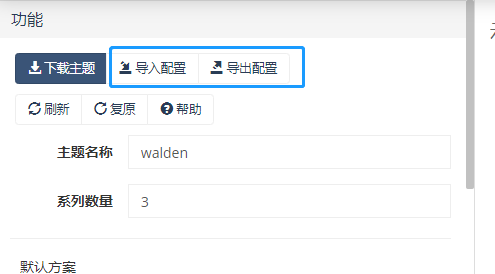 功能
下载主题 导入配置 导出配置
刷新 复原 帮助
主题名称 walden
系列数量 3
默认方案